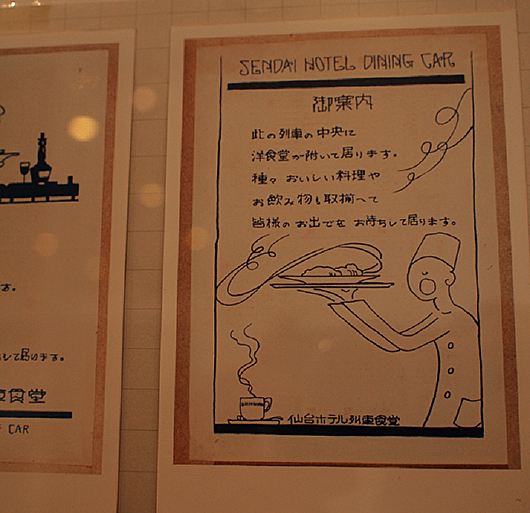 SENDAI HOTEL DINING CAR
御案内
此の列車の中央に
洋食堂が附いて居ります。
種々おいしい料理や
お飲み物も取揃へて
皆様のお出でをお待ちして居ります。
仙台ホテル列車食堂
す。
して居ります。
車食堂
CAR